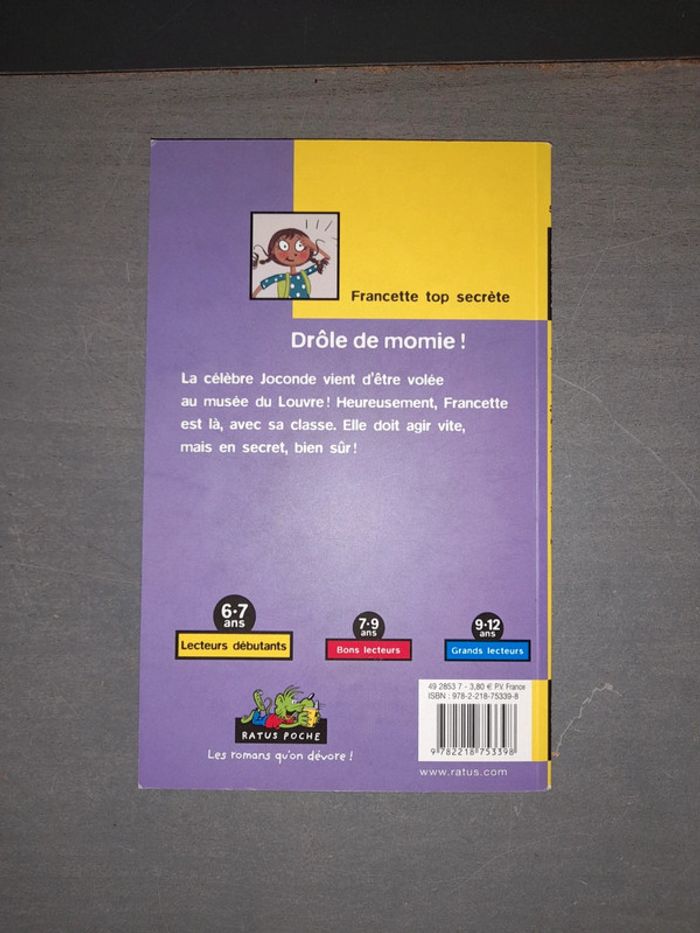 Francette top secrète
Drôle de momie !
La célèbre Joconde vient d'être volée
au musée du Louvre ! Heureusement, Francette
est là, avec sa classe. Elle doit agir vite,
mais en secret, bien sûr !
6•7
ans
Lecteurs débutants
7•9
ans
Bons lecteurs
9•12
ans
Grands lecteurs
49 2853 7 - 3,80 € P.V. France
ISBN : 978-2-218-75339-8
9 782218 753398
RATUS POCHE
Les romans qu'on dévore !
www.ratus.com